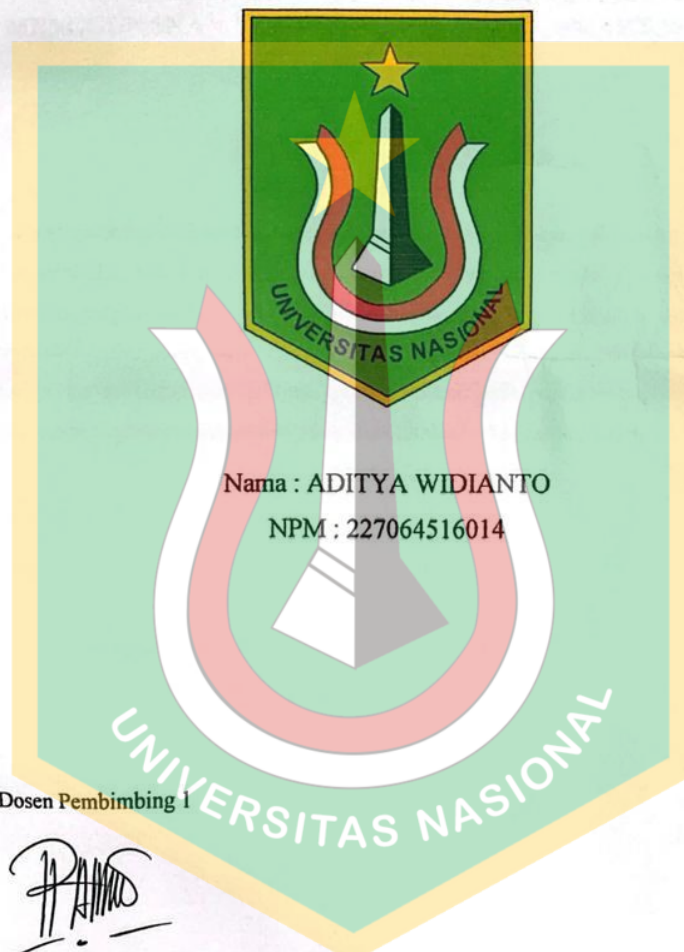 UNIVERSITAS NASIONAL
Nama : ADITYA WIDIANTO
NPM : 227064516014
UNIVERSITAS NASIONAL
Dosen Pembimbing 1